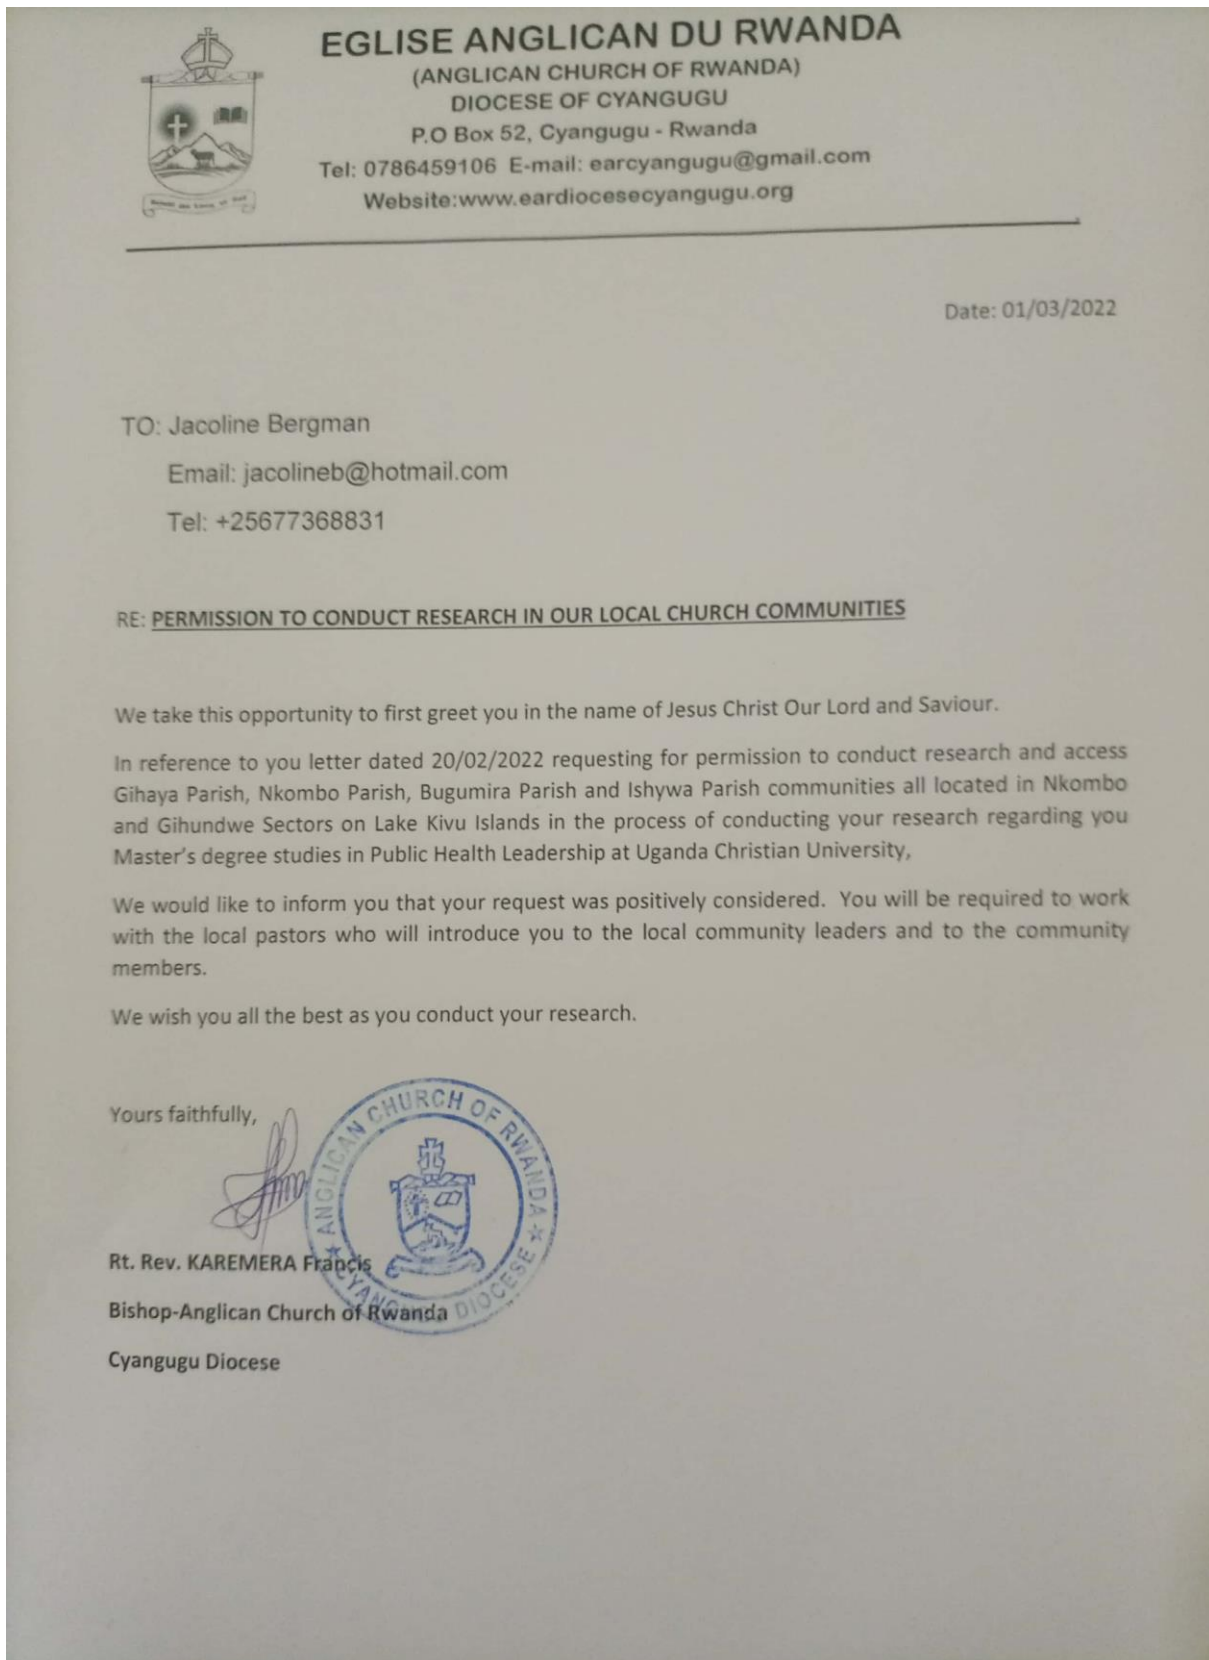 EGLISE ANGLICAN DU RWANDA
(ANGLICAN CHURCH OF RWANDA)
DIOCESE OF CYANGUGU
P.O Box 52, Cyangugu - Rwanda
Tel: 0786459106 E-mail: earcyangugu@gmail.com
Website:www.eardiocesecyangugu.org
Date: 01/03/2022
TO: Jacoline Bergman
Email: jacolineb@hotmail.com
Tel: +25677368831
RE: PERMISSION TO CONDUCT RESEARCH IN OUR LOCAL CHURCH COMMUNITIES
We take this opportunity to first greet you in the name of Jesus Christ Our Lord and Saviour.
In reference to you letter dated 20/02/2022 requesting for permission to conduct research and access
Gihaya Parish, Nkombo Parish, Bugumira Parish and Ishywa Parish communities all located in Nkombo
and Gihundwe Sectors on Lake Kivu Islands in the process of conducting your research regarding you
Master's degree studies in Public Health Leadership at Uganda Christian University,
We would like to inform you that your request was positively considered. You will be required to work
with the local pastors who will introduce you to the local community leaders and to the community
members.
We wish you all the best as you conduct your research.
Yours faithfully,
ANGLICAN CHURCH OF RWANDA
CYANGUGU DIOCESE
Rt. Rev. KAREMERA Francis
Bishop-Anglican Church of Rwanda
Cyangugu Diocese